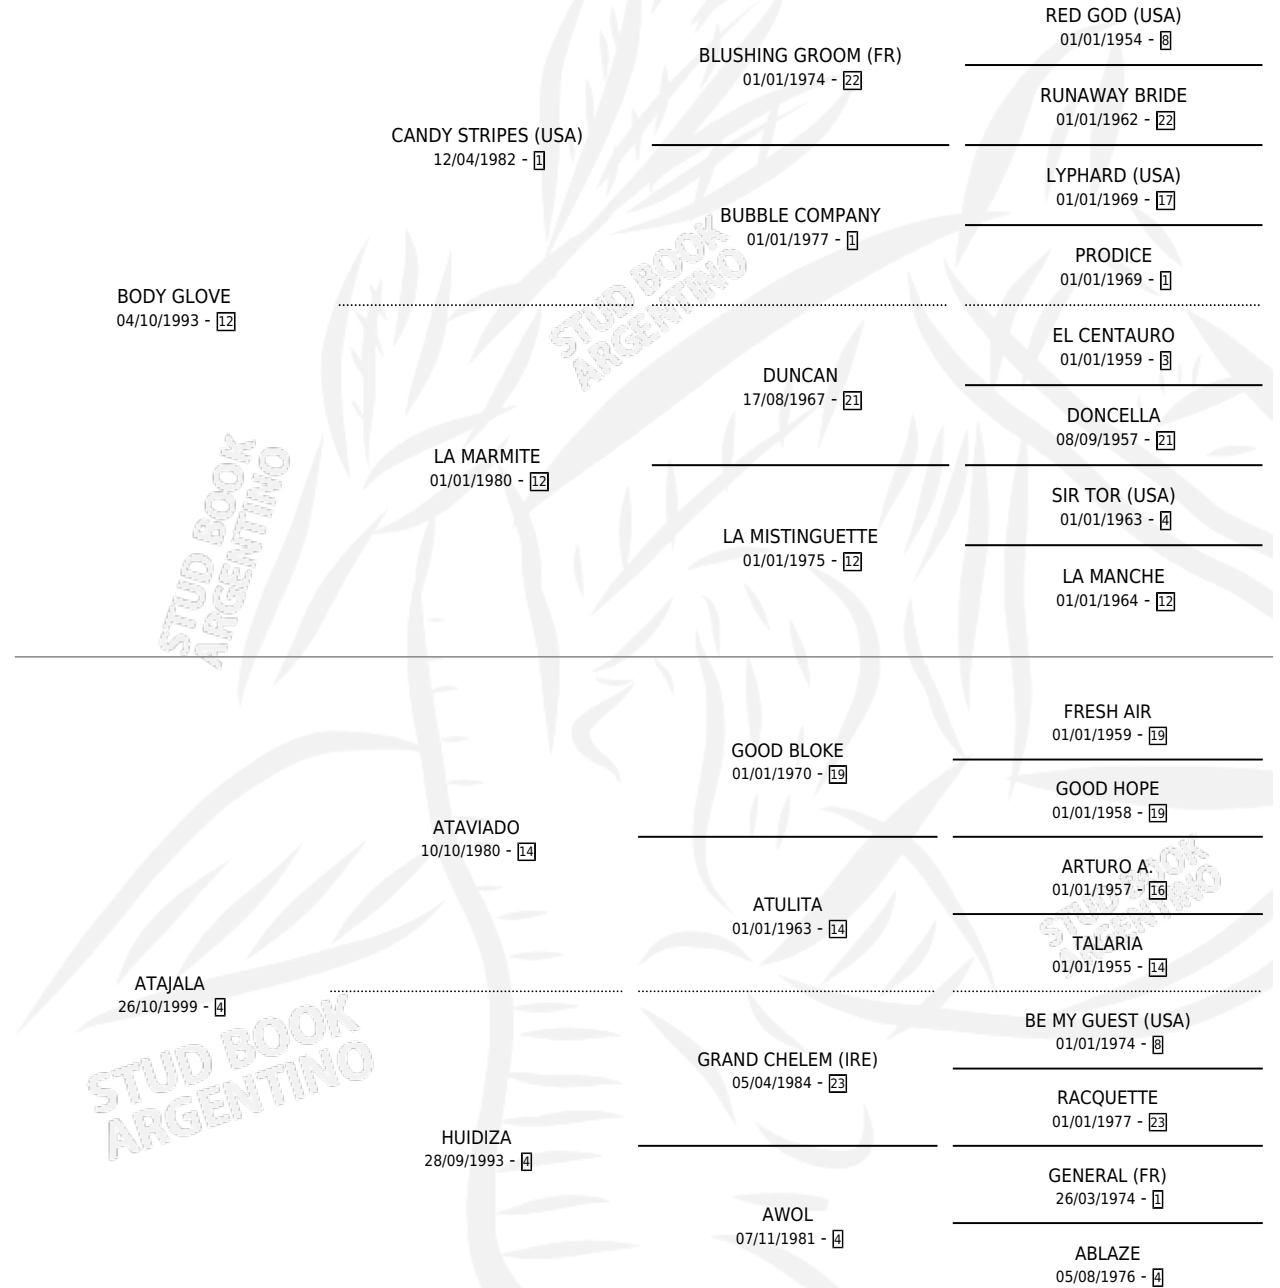 RED GOD (USA)
01/01/1954 - 8
BLUSHING GROOM (FR)
01/01/1974 - 22
RUNAWAY BRIDE
01/01/1962 - 22
CANDY STRIPES (USA)
12/04/1982 - 1
LYPHARD (USA)
01/01/1969 - 17
BUBBLE COMPANY
01/01/1977 - 1
PRODICE
01/01/1969 - 1
BODY GLOVE
04/10/1993 - 12
STUD BOOK
ARGENTINO
EL CENTAURO
01/01/1959 - 3
DUNCAN
17/08/1967 - 21
DONCELLA
08/09/1957 - 21
LA MARMITE
01/01/1980 - 12
SIR TOR (USA)
01/01/1963 - 4
LA MISTINGUETTE
01/01/1975 - 12
LA MANCHE
01/01/1964 - 12
STUD BOOK
ARGENTINO
FRESH AIR
01/01/1959 - 19
GOOD BLOKE
01/01/1970 - 19
GOOD HOPE
01/01/1958 - 19
ATAVIADO
10/10/1980 - 14
ARTURO A.
01/01/1957 - 16
ATULITA
01/01/1963 - 14
STUD BOOK
ARGENTINO
TALARIA
01/01/1955 - 14
ATAJALA
26/10/1999 - 4
BE MY GUEST (USA)
01/01/1974 - 8
GRAND CHELEM (IRE)
05/04/1984 - 23
STUD BOOK
ARGENTINO
RACQUETTE
01/01/1977 - 23
HUIDIZA
28/09/1993 - 4
GENERAL (FR)
26/03/1974 - 1
AWOL
07/11/1981 - 4
ABLAZE
05/08/1976 - 4